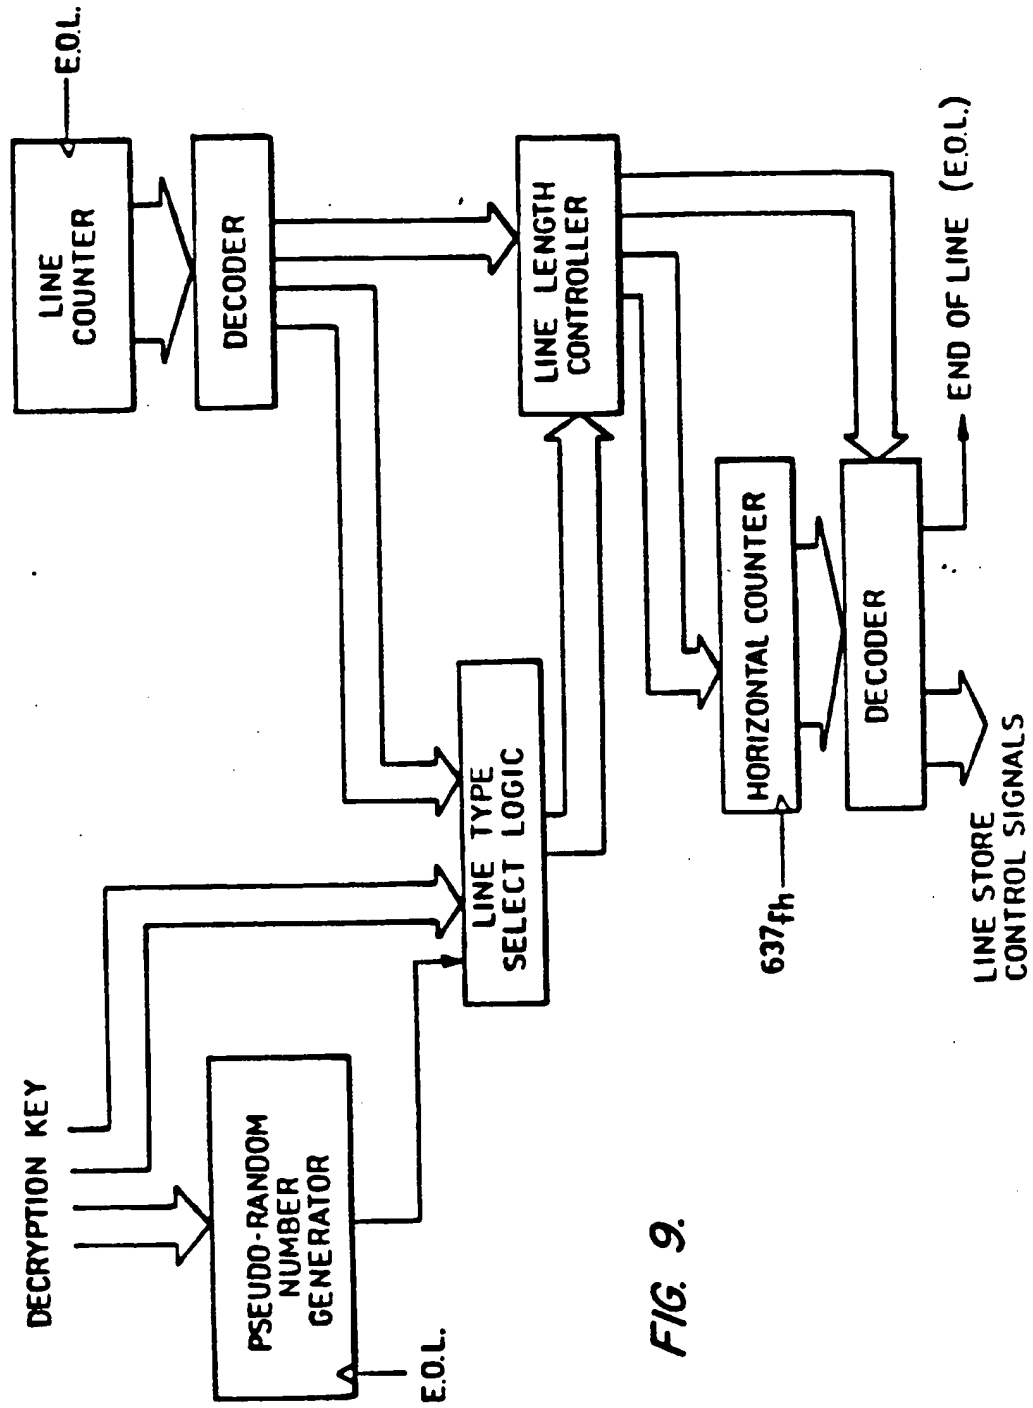 DECRYPTION KEY
PSEUDO-RANDOM
NUMBER
GENERATOR
E.O.L.
LINE TYPE
SELECT LOGIC
LINE
COUNTER
E.O.L.
DECODER
LINE LENGTH
CONTROLLER
637fh
HORIZONTAL COUNTER
DECODER
LINE STORE
CONTROL SIGNALS
END OF LINE (E.O.L.)
FIG. 9.